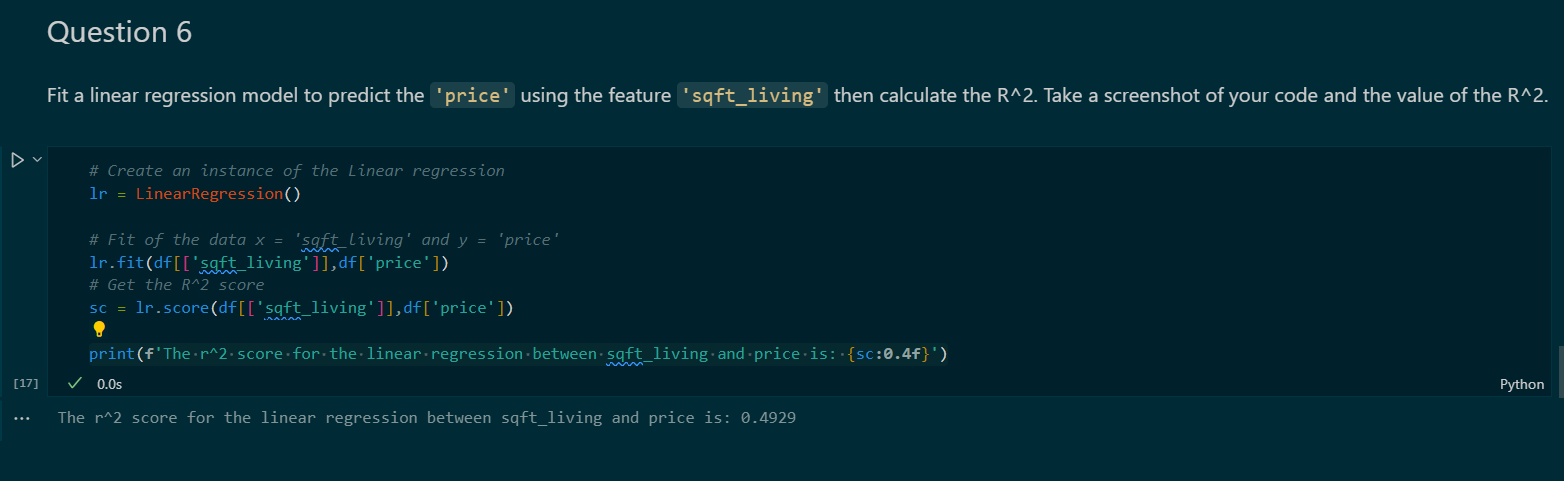 Question 6
Fit a linear regression model to predict the 'price' using the feature 'sqft_living' then calculate the R^2. Take a screenshot of your code and the value of the R^2.
# Create an instance of the Linear regression
lr = LinearRegression()
# Fit of the data x = 'sqft_living' and y = 'price'
lr.fit(df[['sqft_living']],df['price'])
# Get the R^2 score
sc = lr.score(df[['sqft_living']],df['price'])
print(f'The·r^2·score·for·the·linear·regression·between·sqft_living·and·price·is:·{sc:0.4f}')
[17] ✓ 0.0s Python
... The r^2 score for the linear regression between sqft_living and price is: 0.4929